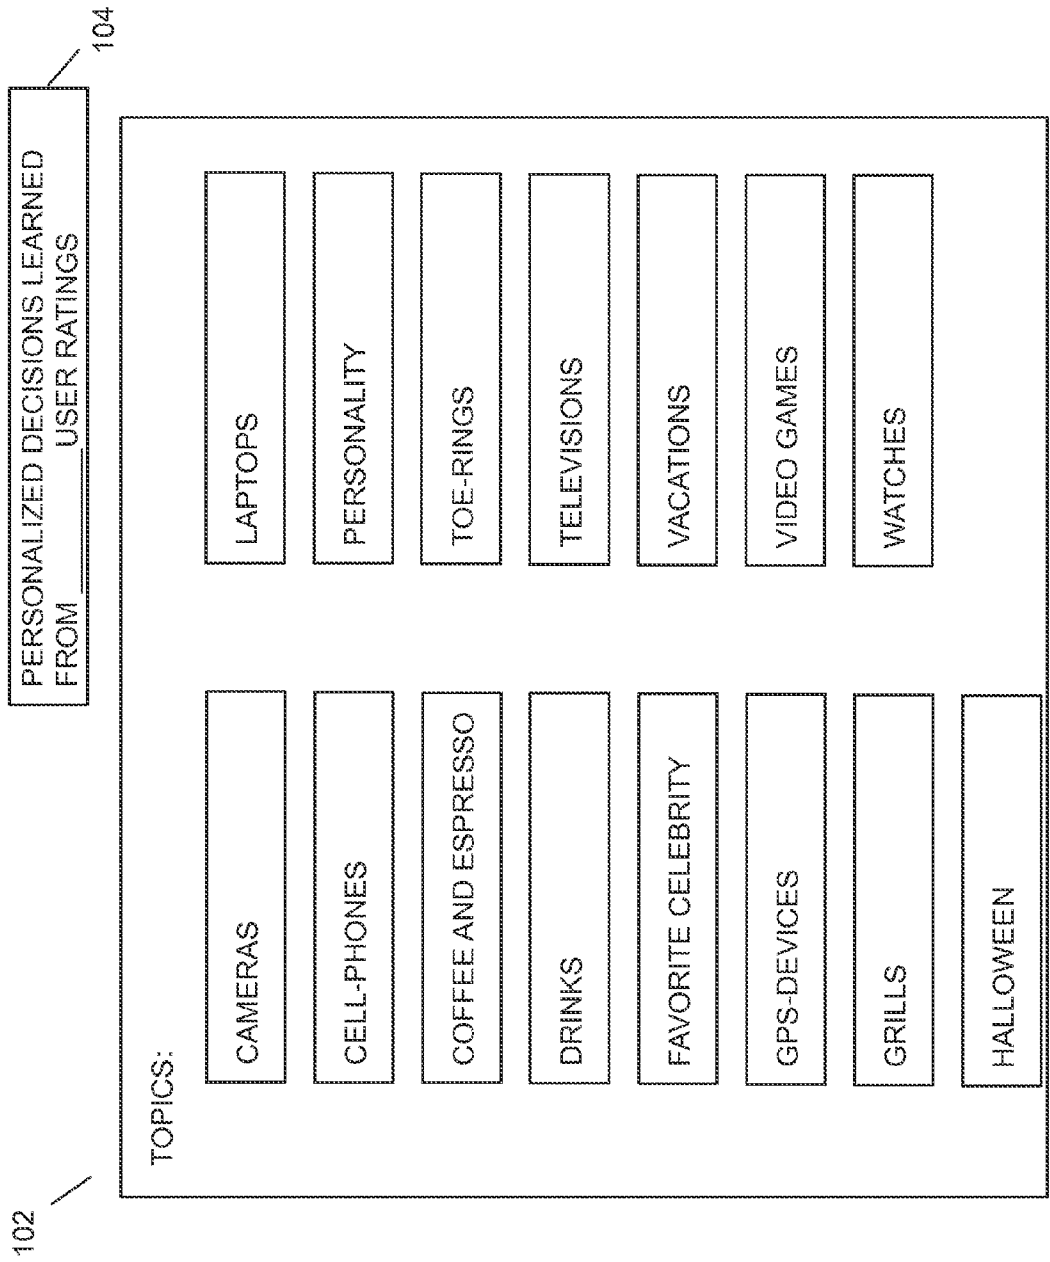 102
PERSONALIZED DECISIONS LEARNED
FROM ________ USER RATINGS
104
TOPICS:
CAMERAS
CELL-PHONES
COFFEE AND ESPRESSO
DRINKS
FAVORITE CELEBRITY
GPS-DEVICES
GRILLS
HALLOWEEN
LAPTOPS
PERSONALITY
TOE-RINGS
TELEVISIONS
VACATIONS
VIDEO GAMES
WATCHES